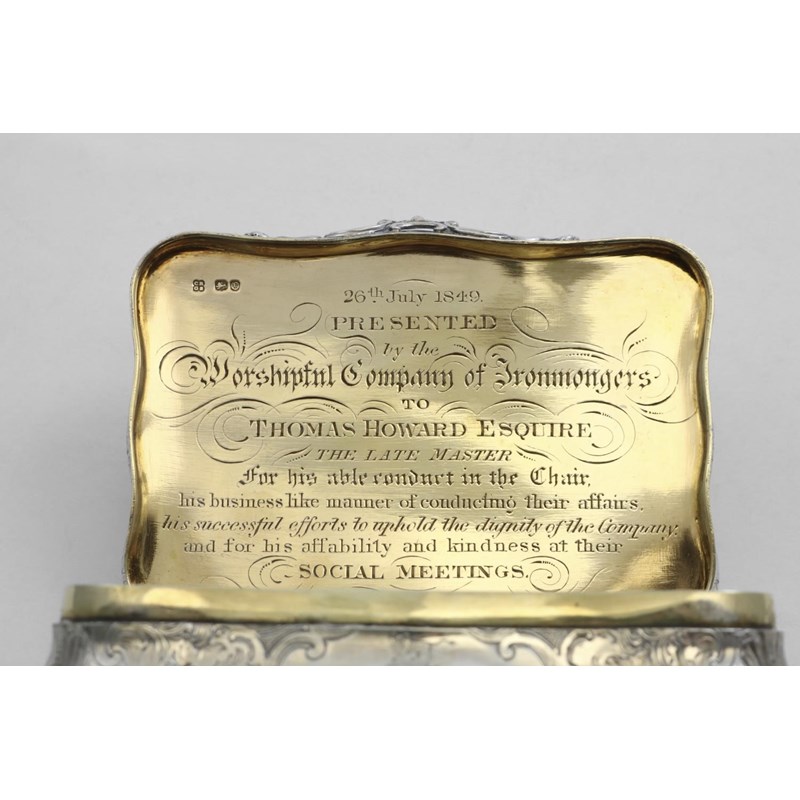 26th July 1849.
PRESENTED
by the
Worshipful Company of Ironmongers
TO
THOMAS HOWARD ESQUIRE
THE LATE MASTER
For his able conduct in the Chair,
his business like manner of conducting their affairs,
his successful efforts to uphold the dignity of the Company,
and for his affability and kindness at their
SOCIAL MEETINGS.